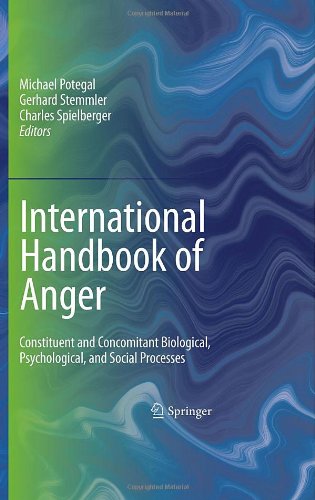 Michael Potegal
Gerhard Stemmler
Charles Spielberger
Editors
International
Handbook of
Anger
Constituent and Concomitant Biological,
Psychological, and Social Processes
Springer